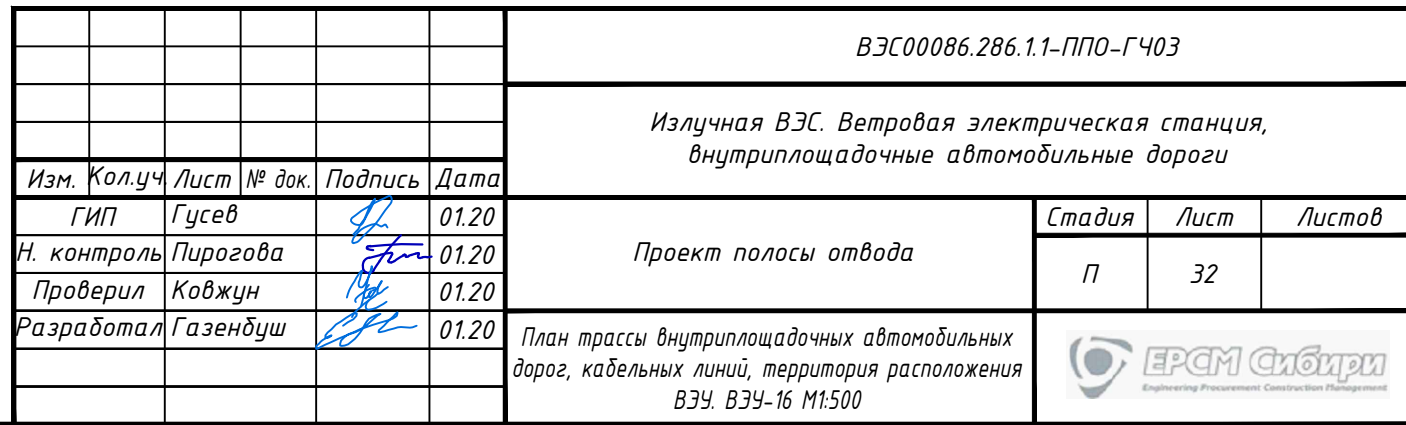 ВЭС00086.286.1.1-ППО-ГЧ03
Излучная ВЭС. Ветровая электрическая станция,
внутриплощадочные автомобильные дороги
Изм. Кол.уч. Лист № док. Подпись Дата
ГИП Гусев 01.20
Н. контроль Пирогова 01.20
Проверил Ковжун 01.20
Разработал Газенбуш 01.20
Проект полосы отвода
Стадия Лист Листов
П 32
План трассы внутриплощадочных автомобильных
дорог, кабельных линий, территория расположения
ВЭУ. ВЭУ-16 М1:500
ЕРСМ Сибири
Engineering Procurement Construction Management